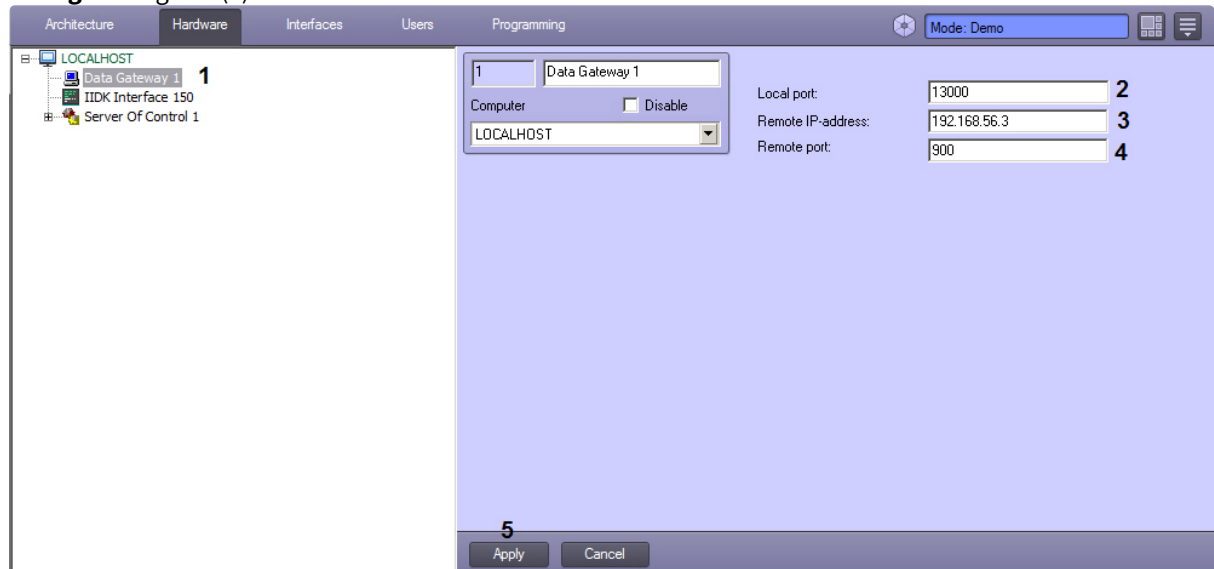 Architecture Hardware Interfaces Users Programming Mode: Demo
LOCALHOST
Data Gateway 1 1
IIDK Interface 150
Server Of Control 1
1 Data Gateway 1
Computer Disable
LOCALHOST
Local port: 13000 2
Remote IP-address: 192.168.56.3 3
Remote port: 900 4
5
Apply Cancel